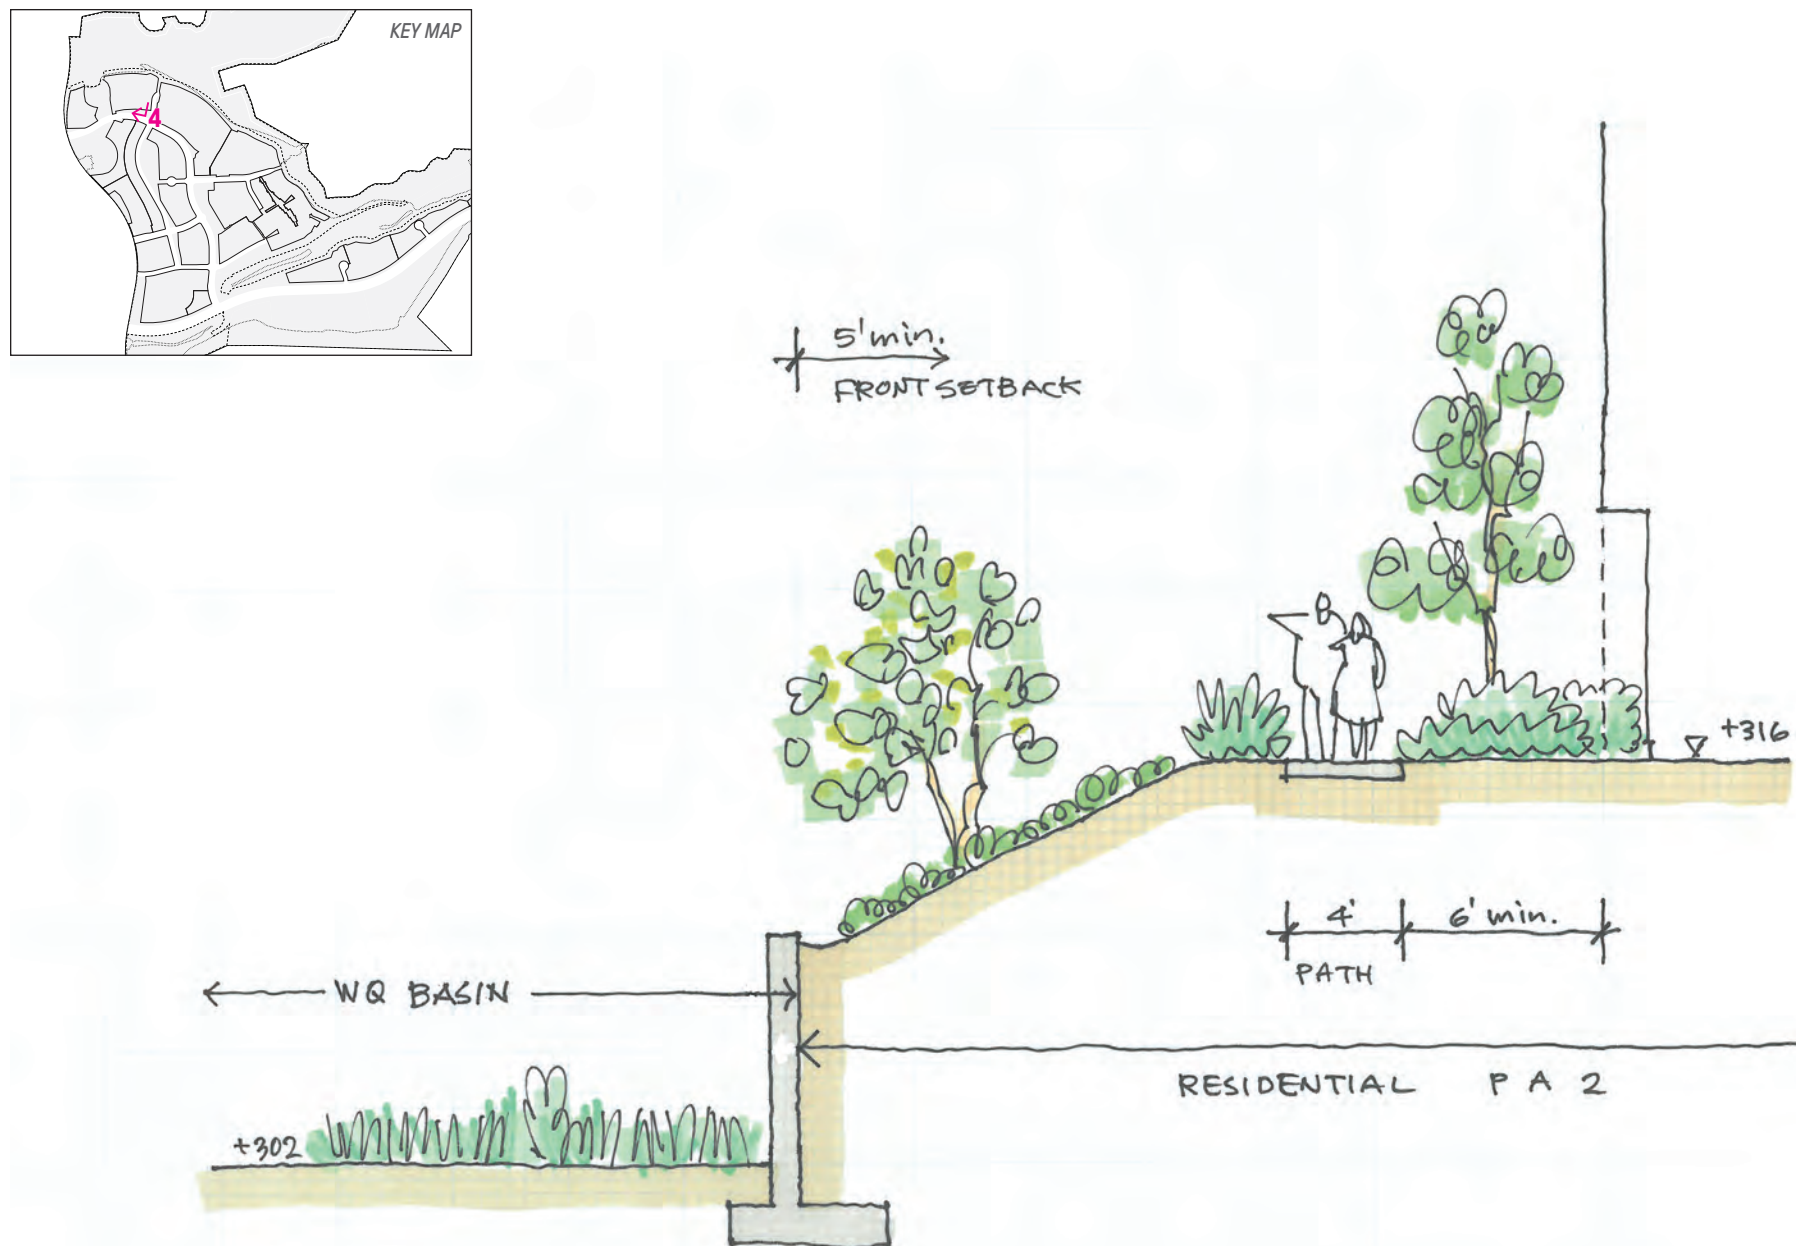 KEY MAP
4
5' min.
FRONT SETBACK
+316
4'
6' min.
PATH
WQ BASIN
RESIDENTIAL PA 2
+302